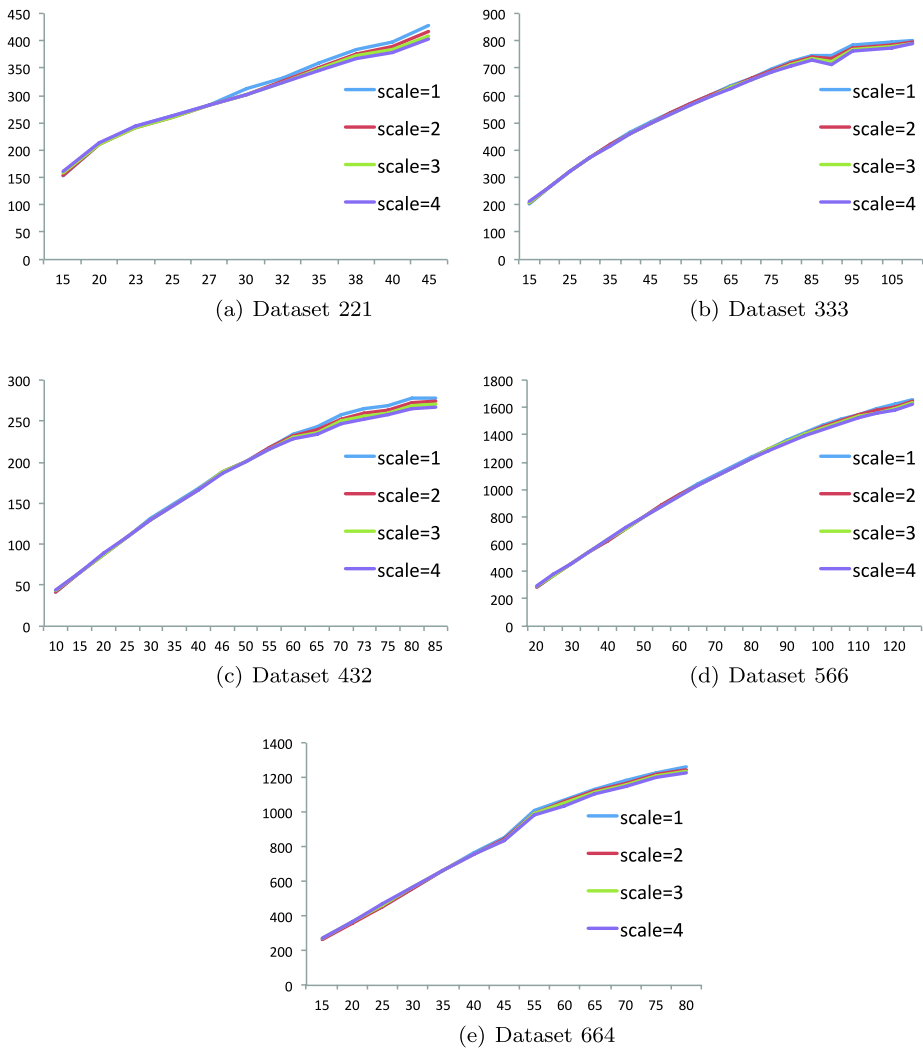 450
400
350
300
250
200
150
100
50
0
scale=1
scale=2
scale=3
scale=4
15 20 23 25 27 30 32 35 38 40 45
(a) Dataset 221
900
800
700
600
500
400
300
200
100
0
scale=1
scale=2
scale=3
scale=4
15 25 35 45 55 65 75 85 95 105
(b) Dataset 333
300
250
200
150
100
50
0
scale=1
scale=2
scale=3
scale=4
10 15 20 25 30 35 40 46 50 55 60 65 70 73 75 80 85
(c) Dataset 432
1800
1600
1400
1200
1000
800
600
400
200
0
scale=1
scale=2
scale=3
scale=4
20 30 40 50 60 70 80 90 100 110 120
(d) Dataset 566
1400
1200
1000
800
600
400
200
0
scale=1
scale=2
scale=3
scale=4
15 20 25 30 35 40 45 55 60 65 70 75 80
(e) Dataset 664